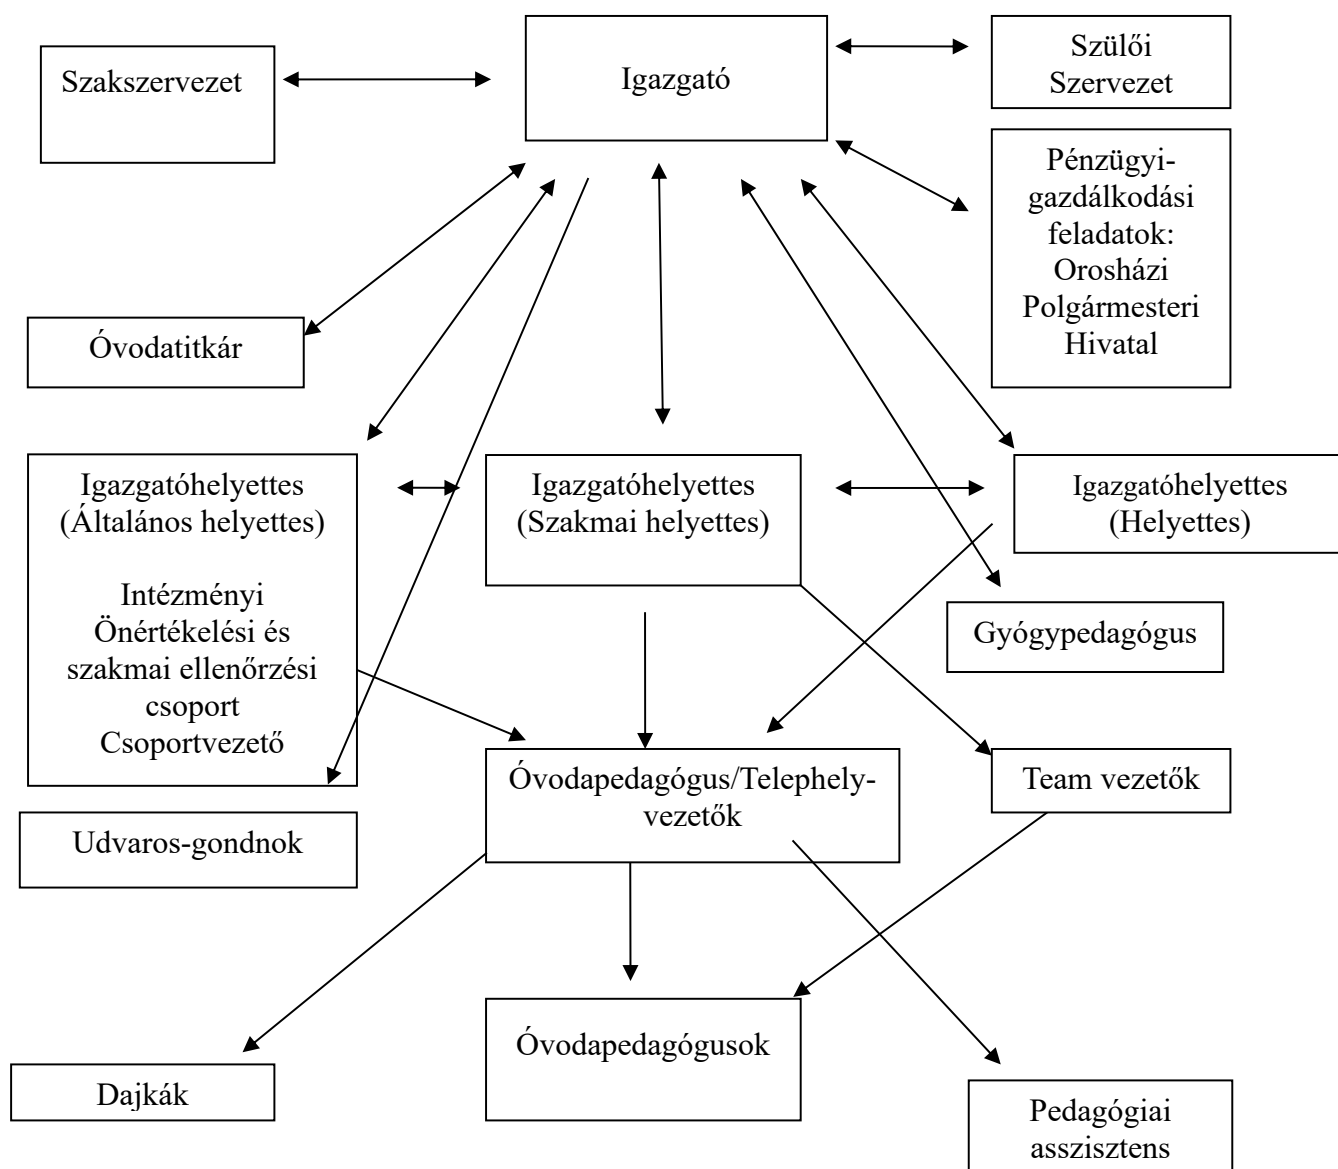 Szakszervezet
Igazgató
Szülői
Szervezet
Pénzügyi-
gazdálkodási
feladatok:
Orosházi
Polgármesteri
Hivatal
Óvodatitkár
Igazgatóhelyettes
(Általános helyettes)
Intézményi
Önértékelési és
szakmai ellenőrzési
csoport
Csoportvezető
Igazgatóhelyettes
(Szakmai helyettes)
Igazgatóhelyettes
(Helyettes)
Gyógypedagógus
Óvodapedagógus/Telephely-
vezetők
Team vezetők
Udvaros-gondnok
Óvodapedagógusok
Dajkák
Pedagógiai
asszisztens